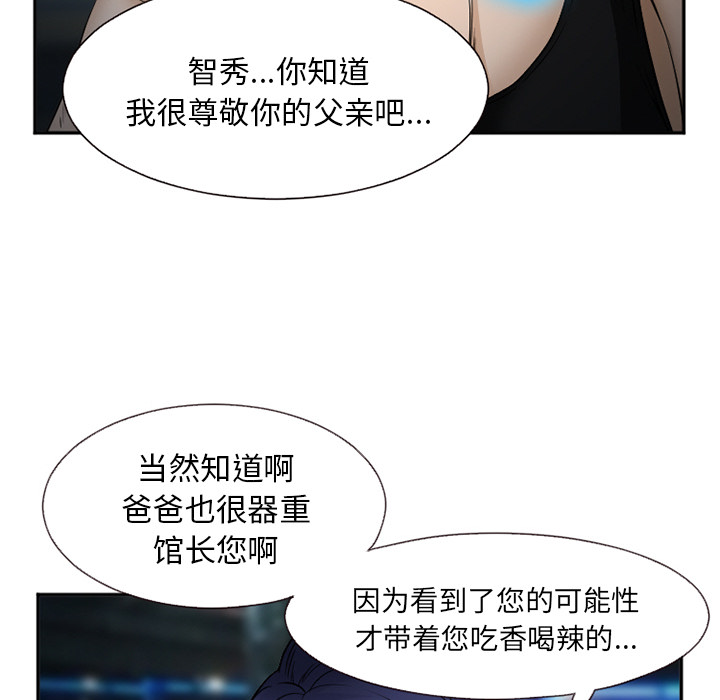 智秀...你知道
我很尊敬你的父亲吧...
当然知道啊
爸爸也很器重
馆长您啊
因为看到了您的可能性
才带着您吃香喝辣的...